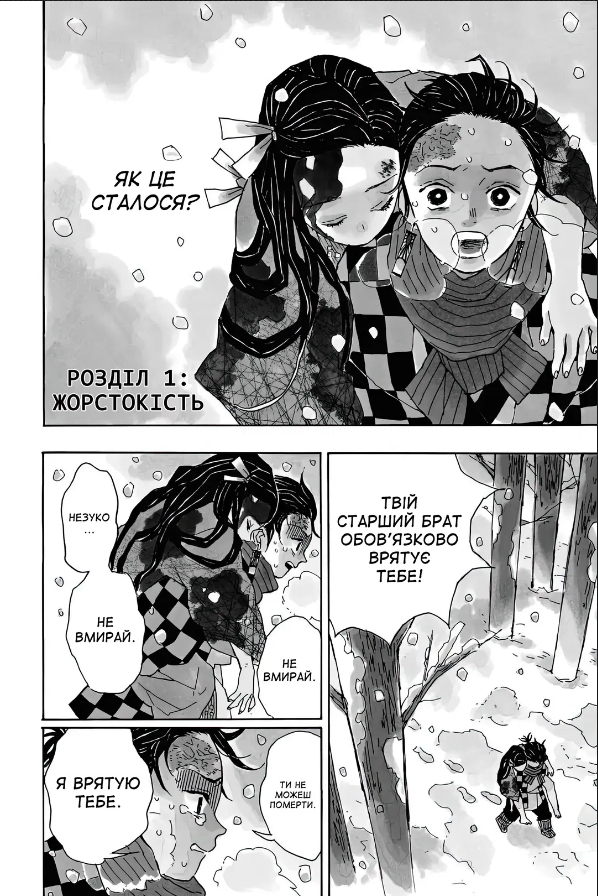 ЯК ЦЕ
СТАЛОСЯ?
РОЗДІЛ 1:
ЖОРСТОКІСТЬ
ТВІЙ
СТАРШИЙ БРАТ
ОБОВ'ЯЗКОВО
ВРЯТУЄ
ТЕБЕ!
НЕЗУКО
...
НЕ
ВМИРАЙ.
НЕ
ВМИРАЙ.
ТИ НЕ
МОЖЕШ
ПОМЕРТИ.
Я ВРЯТУЮ
ТЕБЕ.